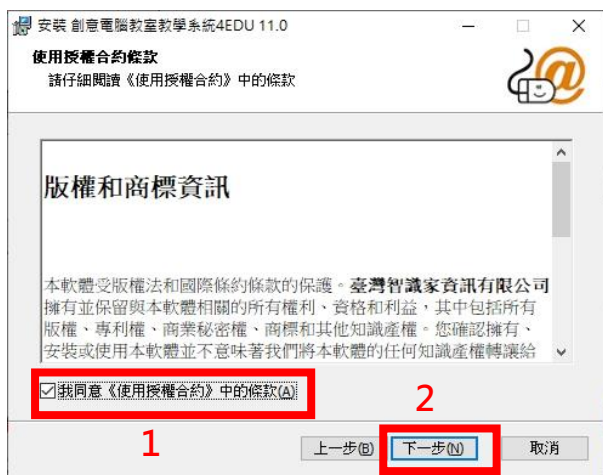 安裝 創意電腦教室教學系統4EDU 11.0
使用授權合約條款
請仔細閱讀《使用授權合約》中的條款
版權和商標資訊
本軟體受版權法和國際條約條款的保護。臺灣智識家資訊有限公司
擁有並保留與本軟體相關的所有權利、資格和利益，其中包括所有
版權、專利權、商業秘密權、商標和其他知識產權。您確認擁有、
安裝或使用本軟體並不意味著我們將本軟體的任何知識產權轉讓給
我同意《使用授權合約》中的條款(A)
1
2
上一步(B) 下一步(N) 取消